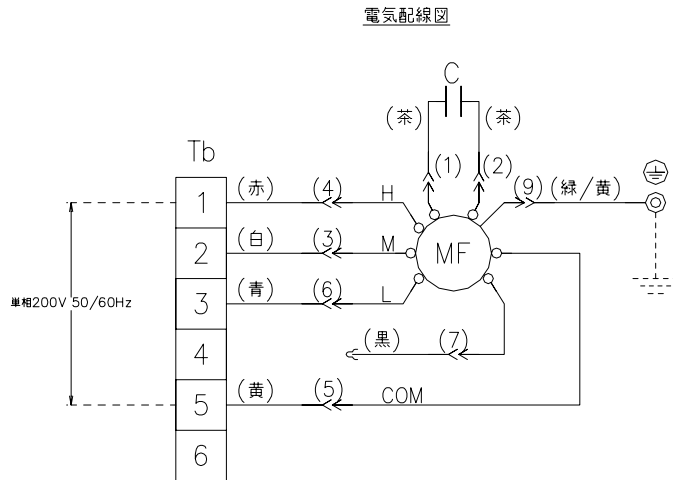 電気配線図
C
(茶) (茶)
Tb
(1) (2)
1 (赤) (4) H (9) (緑/黄)
2 (白) (3) M MF
3 (青) (6) L
単相200V 50/60Hz
4 (黒) (7)
5 (黄) (5) COM
6